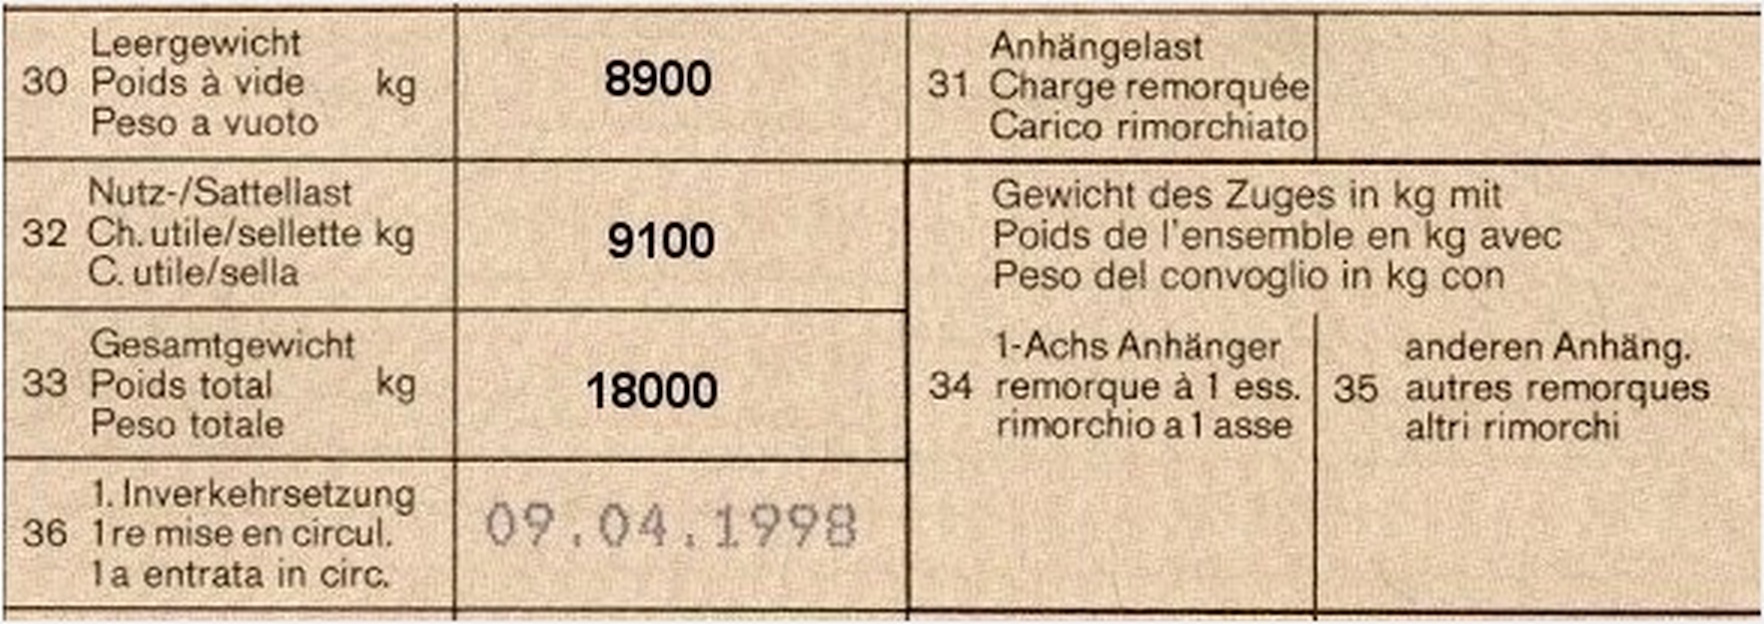 30 Leergewicht
Poids à vide kg
Peso a vuoto
8900
31 Anhängelast
Charge remorquée
Carico rimorchiato
32 Nutz-/Sattellast
Ch. utile/sellette kg
C. utile/sella
9100
33 Gesamtgewicht
Poids total kg
Peso totale
18000
Gewicht des Zuges in kg mit
Poids de l'ensemble en kg avec
Peso del convoglio in kg con
34 1-Achs Anhänger
remorque à 1 ess.
rimorchio a 1 asse
35 anderen Anhäng.
autres remorques
altri rimorchi
36 1. Inverkehrsetzung
1re mise en circul.
1a entrata in circ.
09.04.1998